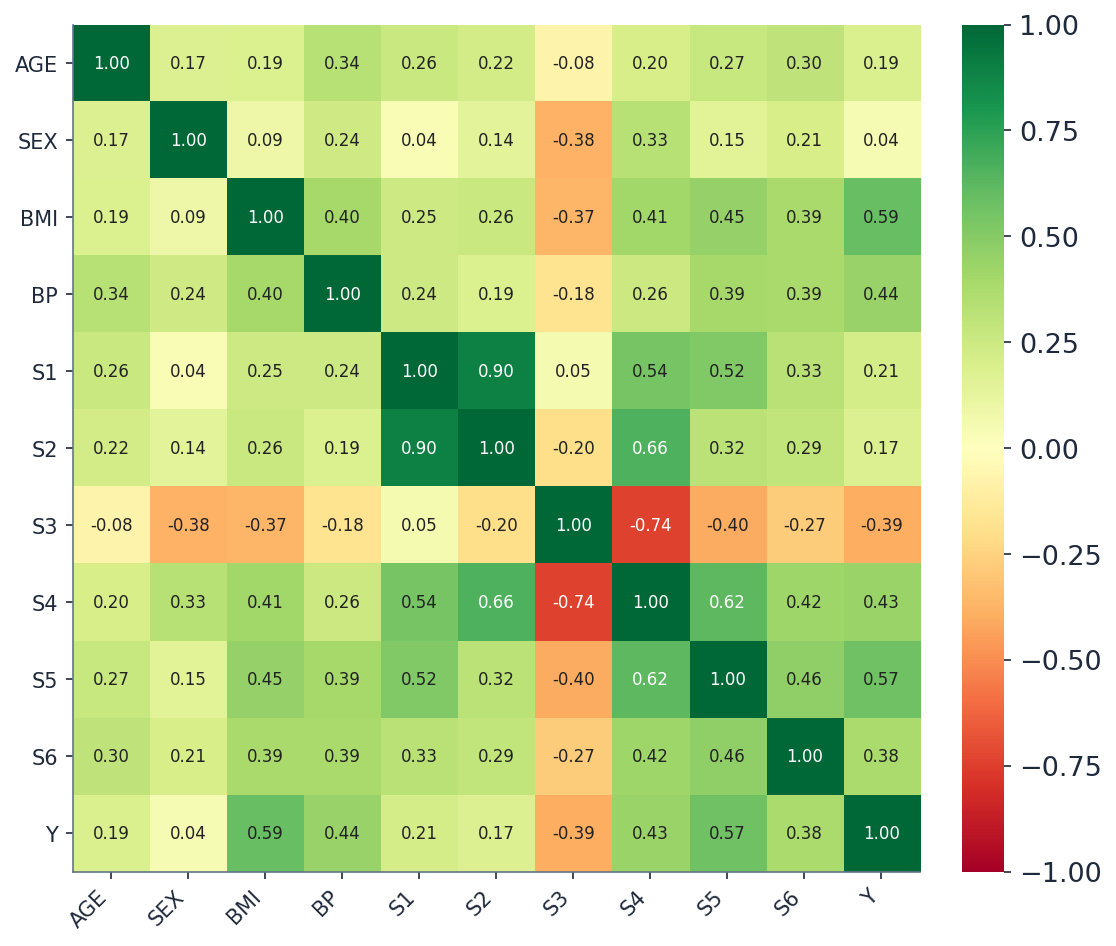 AGE 1.00 0.17 0.19 0.34 0.26 0.22 -0.08 0.20 0.27 0.30 0.19
SEX 0.17 1.00 0.09 0.24 0.04 0.14 -0.38 0.33 0.15 0.21 0.04
BMI 0.19 0.09 1.00 0.40 0.25 0.26 -0.37 0.41 0.45 0.39 0.59
BP 0.34 0.24 0.40 1.00 0.24 0.19 -0.18 0.26 0.39 0.39 0.44
S1 0.26 0.04 0.25 0.24 1.00 0.90 0.05 0.54 0.52 0.33 0.21
S2 0.22 0.14 0.26 0.19 0.90 1.00 -0.20 0.66 0.32 0.29 0.17
S3 -0.08 -0.38 -0.37 -0.18 0.05 -0.20 1.00 -0.74 -0.40 -0.27 -0.39
S4 0.20 0.33 0.41 0.26 0.54 0.66 -0.74 1.00 0.62 0.42 0.43
S5 0.27 0.15 0.45 0.39 0.52 0.32 -0.40 0.62 1.00 0.46 0.57
S6 0.30 0.21 0.39 0.39 0.33 0.29 -0.27 0.42 0.46 1.00 0.38
Y 0.19 0.04 0.59 0.44 0.21 0.17 -0.39 0.43 0.57 0.38 1.00
AGE SEX BMI BP S1 S2 S3 S4 S5 S6 Y
1.00
0.75
0.50
0.25
0.00
−0.25
−0.50
−0.75
−1.00